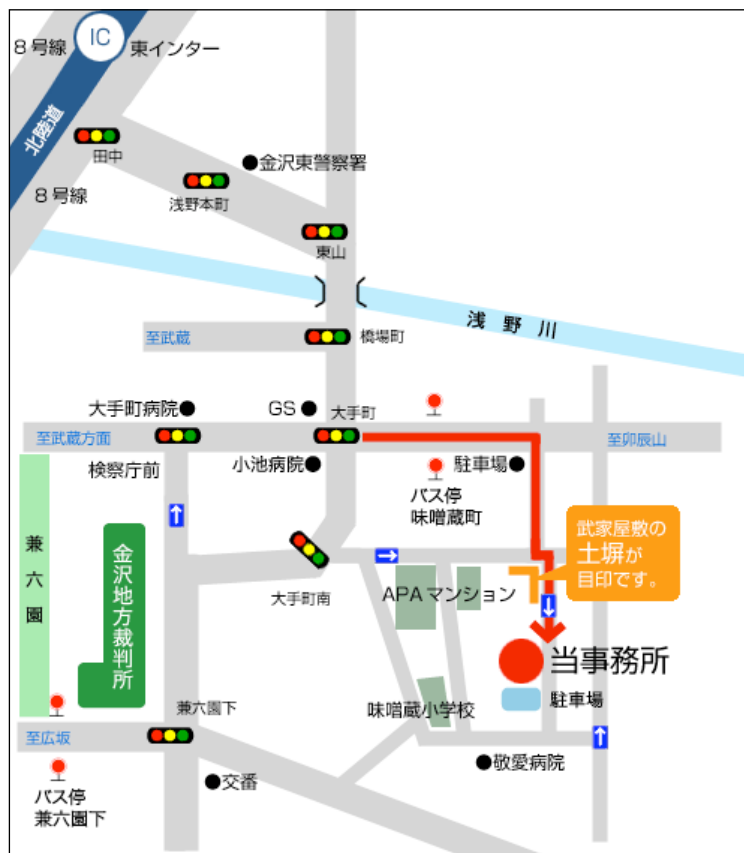 8号線
IC
東インター
北陸道
田中
8号線
金沢東警察署
浅野本町
東山
浅野川
至武蔵
橋場町
大手町病院
GS
大手町
至武蔵方面
至卯辰山
検察庁前
小池病院
駐車場
バス停
味噌蔵町
兼六園
金沢地方裁判所
武家屋敷の
土塀が
目印です。
大手町南
APAマンション
当事務所
駐車場
味噌蔵小学校
兼六園下
至広坂
敬愛病院
交番
バス停
兼六園下